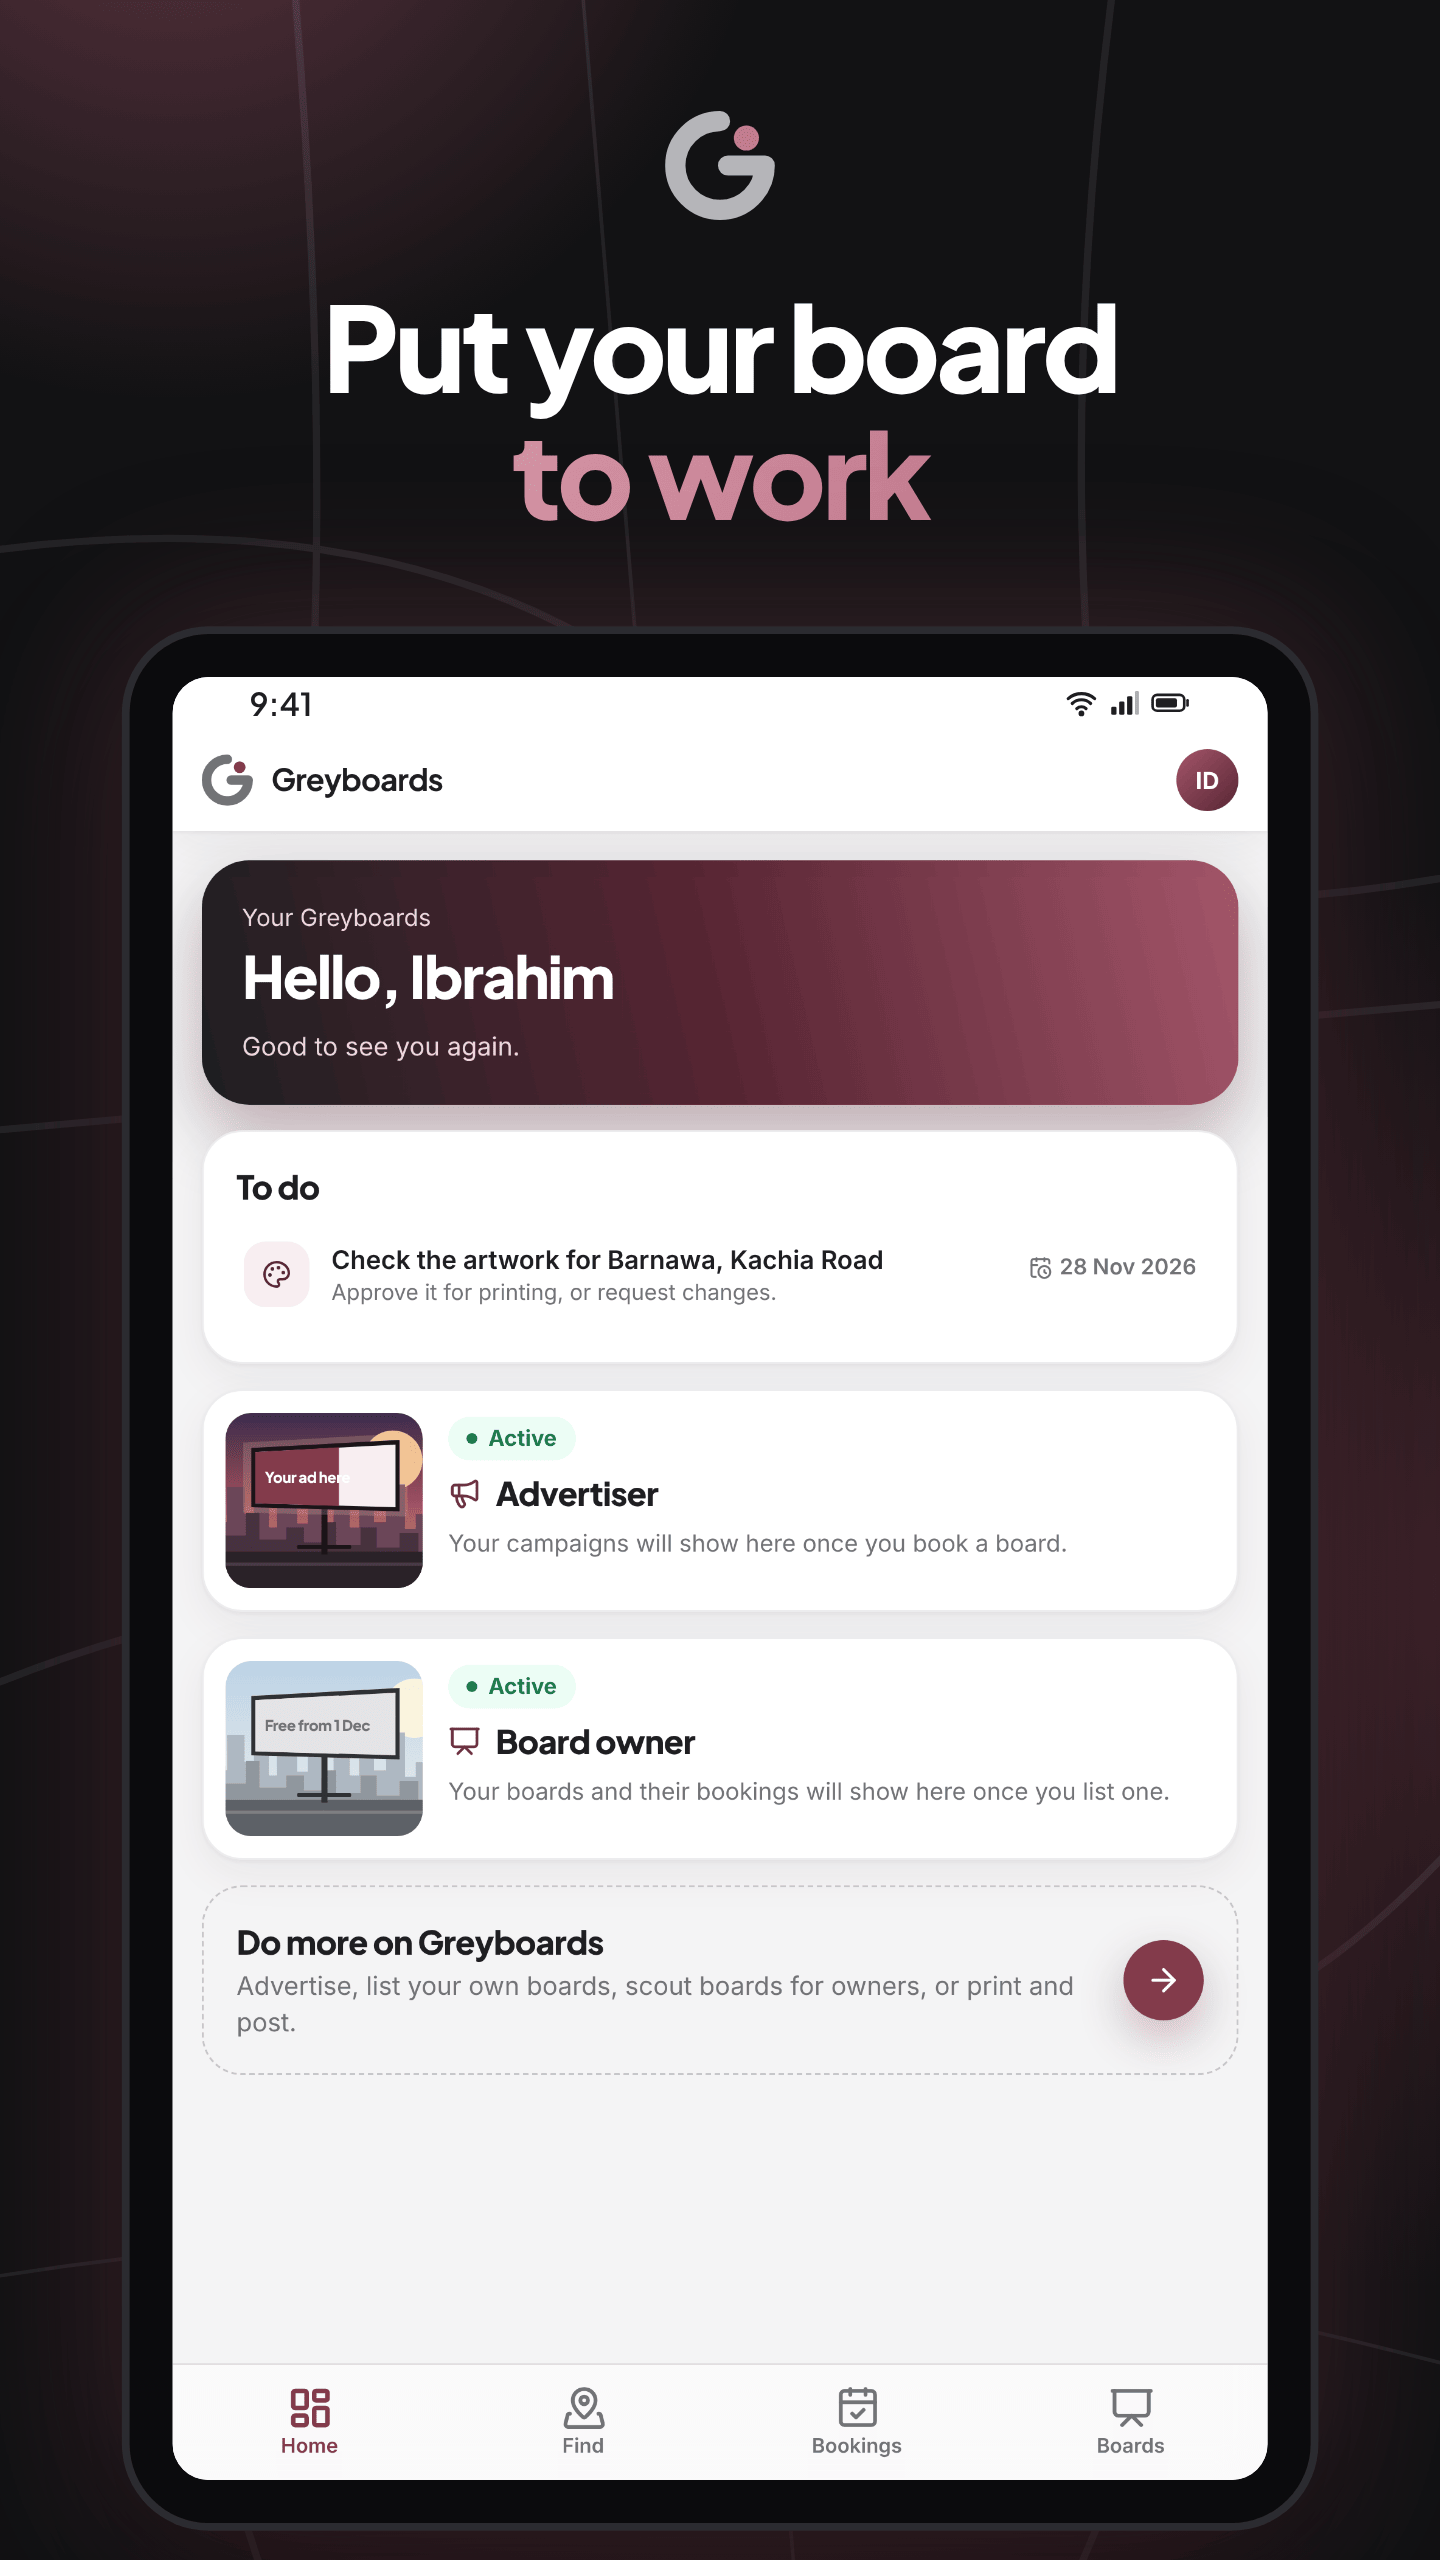 Put your board
to work
9:41
Greyboards
ID
Your Greyboards
Hello, Ibrahim
Good to see you again.
To do
Check the artwork for Barnawa, Kachia Road
28 Nov 2026
Approve it for printing, or request changes.
Your ad here
Active
Advertiser
Your campaigns will show here once you book a board.
Free from 1 Dec
Active
Board owner
Your boards and their bookings will show here once you list one.
Do more on Greyboards
Advertise, list your own boards, scout boards for owners, or print and
post.
Home
Find
Bookings
Boards